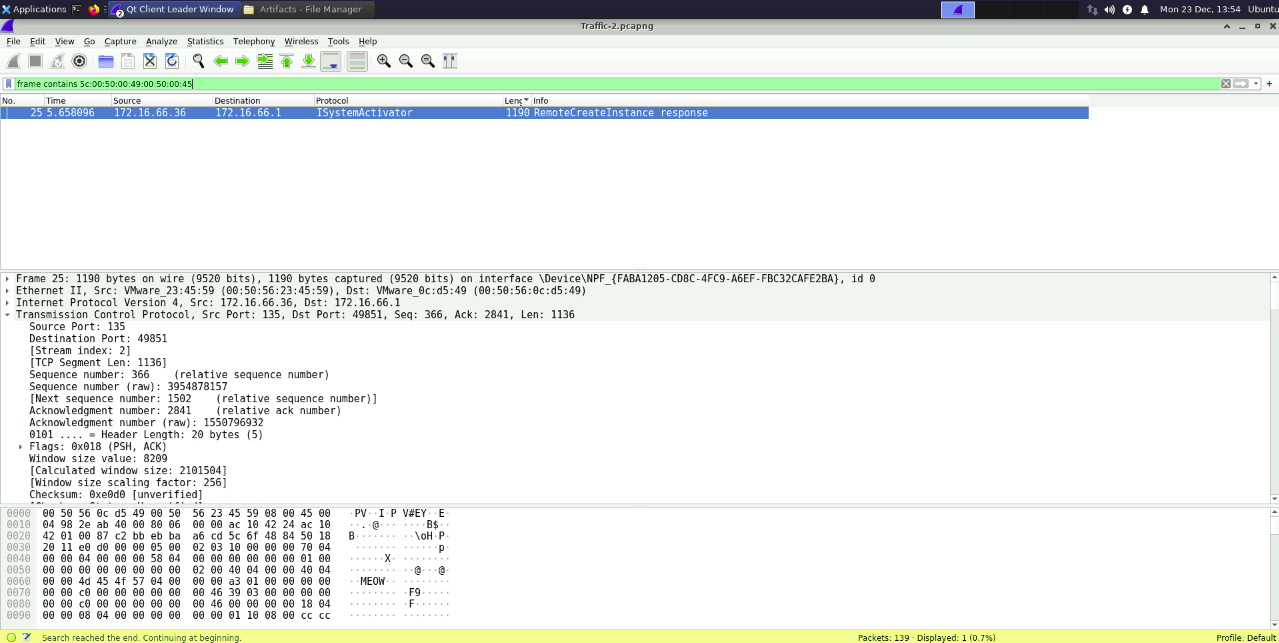 Applications Qt Client Leader Window Artifacts - File Manager Mon 23 Dec, 13:54 Ubuntu
Traffic-2.pcapng
File Edit View Go Capture Analyze Statistics Telephony Wireless Tools Help
frame contains 5c:00:50:00:49:00:50:00:45
No. Time Source Destination Protocol Leng Info
25 5.658096 172.16.66.36 172.16.66.1 ISystemActivator 1190 RemoteCreateInstance response
Frame 25: 1190 bytes on wire (9520 bits), 1190 bytes captured (9520 bits) on interface \Device\NPF_{FABA1205-CD8C-4FC9-A6EF-FBC32CAFE2BA}, id 0
Ethernet II, Src: VMware_23:45:59 (00:50:56:23:45:59), Dst: VMware_0c:d5:49 (00:50:56:0c:d5:49)
Internet Protocol Version 4, Src: 172.16.66.36, Dst: 172.16.66.1
Transmission Control Protocol, Src Port: 135, Dst Port: 49851, Seq: 366, Ack: 2841, Len: 1136
Source Port: 135
Destination Port: 49851
[Stream index: 2]
[TCP Segment Len: 1136]
Sequence number: 366 (relative sequence number)
Sequence number (raw): 3954878157
[Next sequence number: 1502 (relative sequence number)]
Acknowledgment number: 2841 (relative ack number)
Acknowledgment number (raw): 1550796932
0101 .... = Header Length: 20 bytes (5)
Flags: 0x018 (PSH, ACK)
Window size value: 8209
[Calculated window size: 2101504]
[Window size scaling factor: 256]
Checksum: 0xe0d0 [unverified]
0000 00 50 56 0c d5 49 00 50 56 23 45 59 08 00 45 00 ·PV··I·P V#EY··E·
0010 04 98 2e ab 40 00 80 06 00 00 ac 10 42 24 ac 10 ··.·@··· ····B$··
0020 42 01 00 87 c2 bb eb ba a6 cd 5c 6f 48 84 50 18 B······· ··\oH·P·
0030 20 11 e0 d0 00 00 05 00 02 03 10 00 00 00 70 04 ········ ······p·
0040 00 00 04 00 00 00 58 04 00 00 00 00 00 00 01 00 ······X· ········
0050 00 00 00 00 00 00 00 00 02 00 40 04 00 00 40 04 ········ ··@···@·
0060 00 00 4d 45 4f 57 04 00 00 00 a3 01 00 00 00 00 ··MEOW·· ········
0070 00 00 c0 00 00 00 00 00 00 46 39 03 00 00 00 00 ········ ·F9·····
0080 00 00 c0 00 00 00 00 00 00 46 00 00 00 00 18 04 ········ ·F······
0090 00 00 08 04 00 00 00 00 00 00 01 10 08 00 cc cc ········ ········
Search reached the end. Continuing at beginning. Packets: 139 · Displayed: 1 (0.7%) Profile: Default